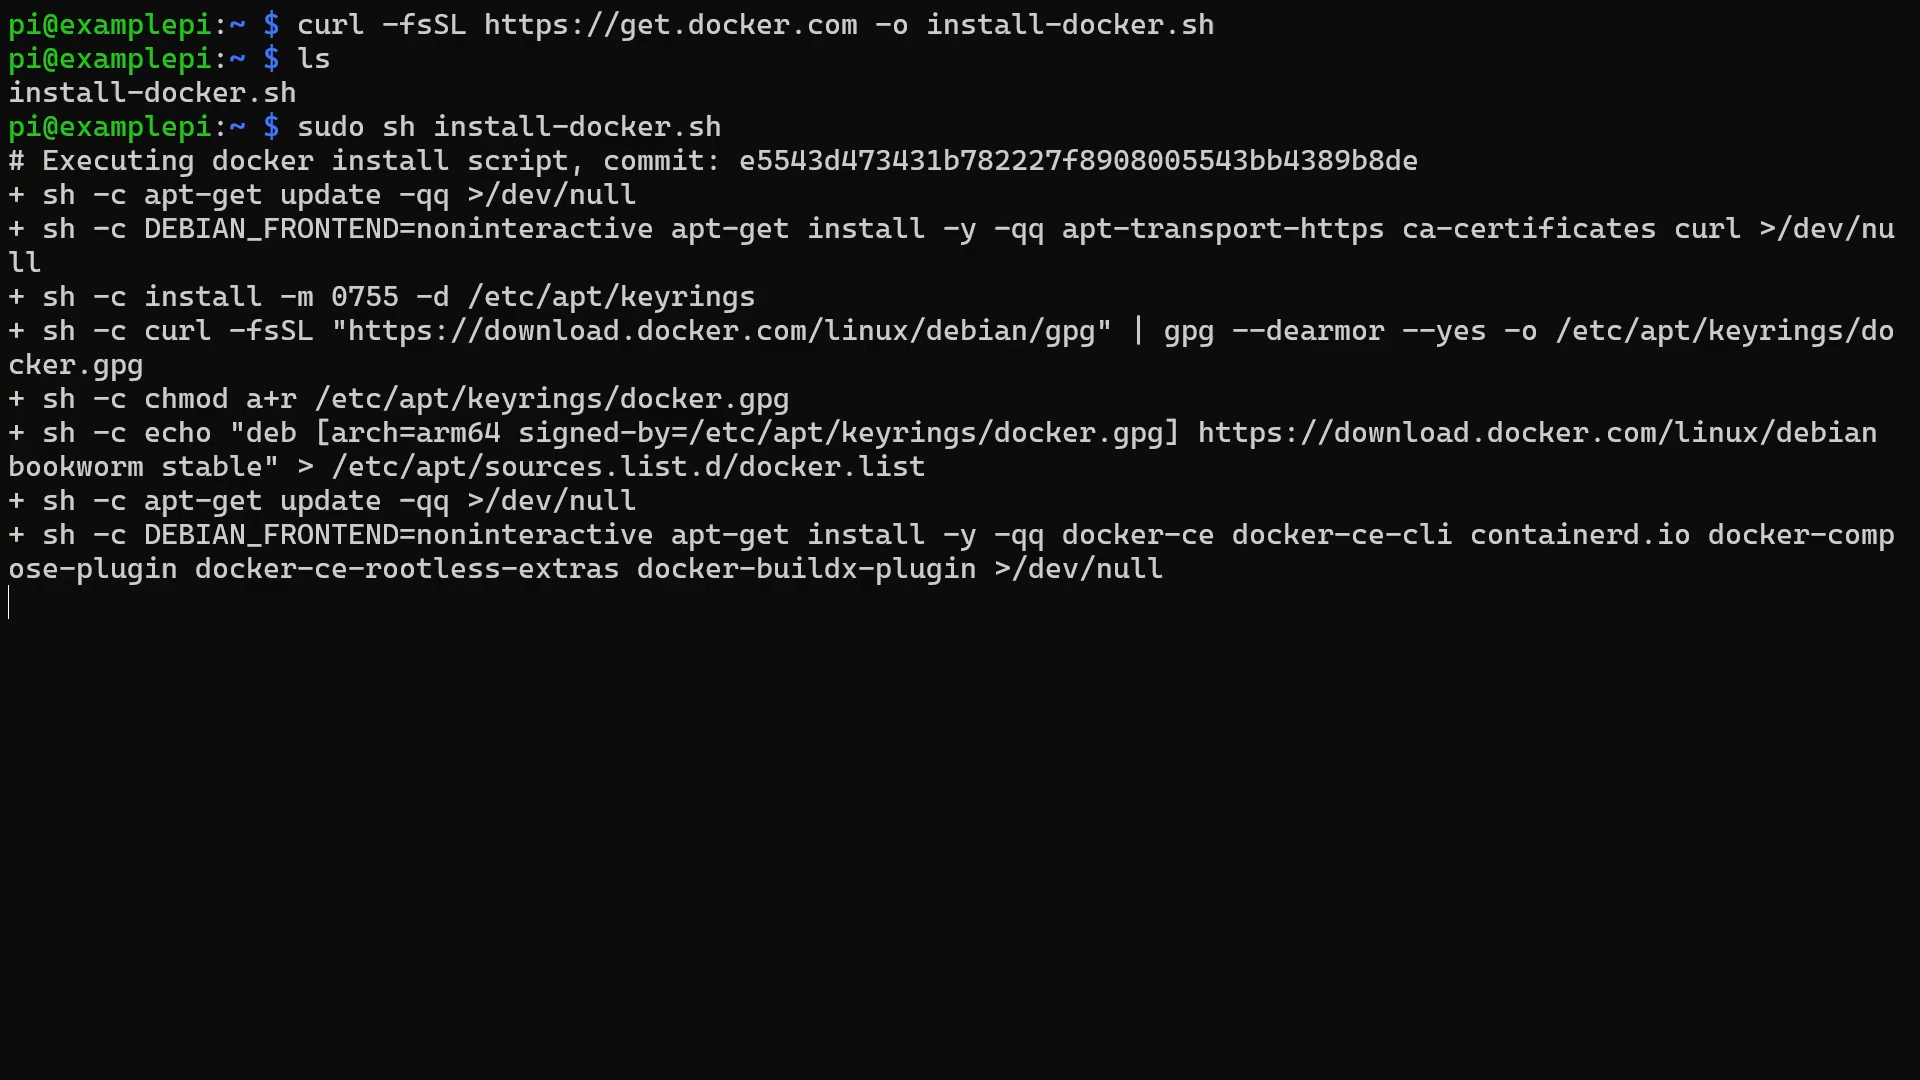 pi@examplepi:~ $ curl -fsSL https://get.docker.com -o install-docker.sh
pi@examplepi:~ $ ls
install-docker.sh
pi@examplepi:~ $ sudo sh install-docker.sh
# Executing docker install script, commit: e5543d473431b782227f8908005543bb4389b8de
+ sh -c apt-get update -qq >/dev/null
+ sh -c DEBIAN_FRONTEND=noninteractive apt-get install -y -qq apt-transport-https ca-certificates curl >/dev/nu
ll
+ sh -c install -m 0755 -d /etc/apt/keyrings
+ sh -c curl -fsSL "https://download.docker.com/linux/debian/gpg" | gpg --dearmor --yes -o /etc/apt/keyrings/do
cker.gpg
+ sh -c chmod a+r /etc/apt/keyrings/docker.gpg
+ sh -c echo "deb [arch=arm64 signed-by=/etc/apt/keyrings/docker.gpg] https://download.docker.com/linux/debian
bookworm stable" > /etc/apt/sources.list.d/docker.list
+ sh -c apt-get update -qq >/dev/null
+ sh -c DEBIAN_FRONTEND=noninteractive apt-get install -y -qq docker-ce docker-ce-cli containerd.io docker-comp
ose-plugin docker-ce-rootless-extras docker-buildx-plugin >/dev/null